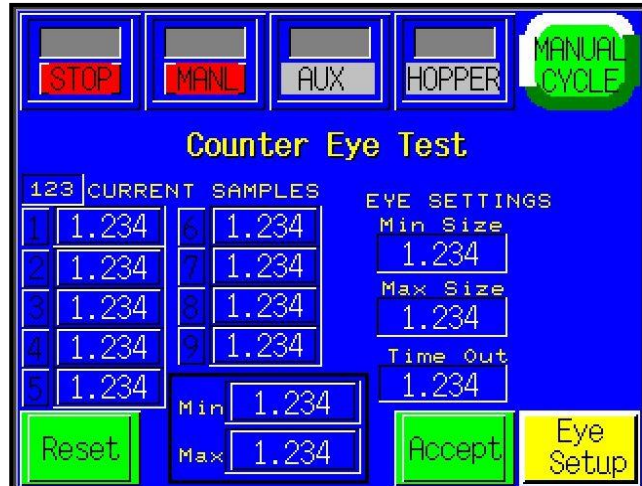 STOP MANL AUX HOPPER MANUAL CYCLE
Counter Eye Test
123 CURRENT SAMPLES
1 1.234 6 1.234
2 1.234 7 1.234
3 1.234 8 1.234
4 1.234 9 1.234
5 1.234
EYE SETTINGS
Min Size
1.234
Max Size
1.234
Time Out
1.234
Min 1.234
Max 1.234
Reset
Accept
Eye Setup